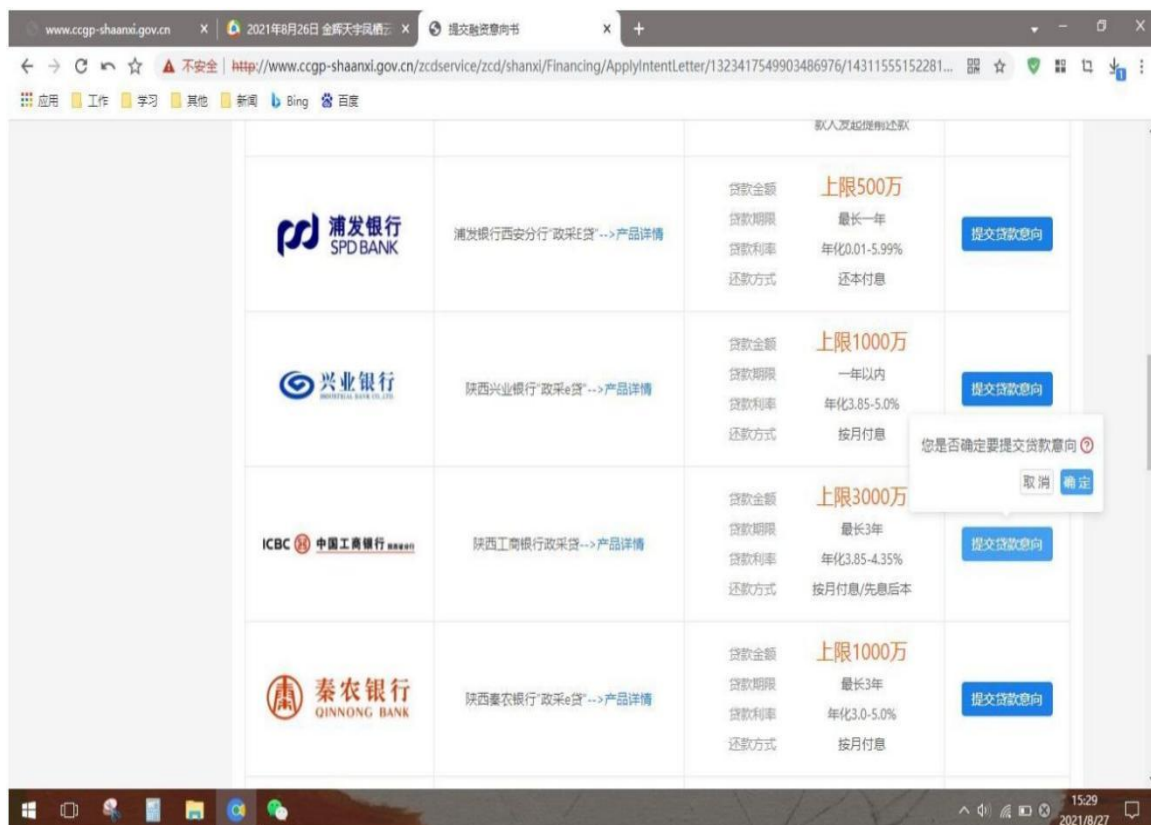 www.ccgp-shaanxi.gov.cn
2021年8月26日 金辉天宇凤栖云
提交融资意向书
不安全 | http://www.ccgp-shaanxi.gov.cn/zcdservice/zcd/shanxi/Financing/ApplyIntentLetter/1323417549903486976/14311555152281...
应用 工作 学习 其他 新闻 Bing 百度
款人发起提前还款
浦发银行
SPD BANK
浦发银行西安分行"政采E贷"-->产品详情
贷款金额 上限500万
贷款期限 最长一年
贷款利率 年化0.01-5.99%
还款方式 还本付息
提交贷款意向
兴业银行
INDUSTRIAL BANK CO.,LTD.
陕西兴业银行"政采e贷"-->产品详情
贷款金额 上限1000万
贷款期限 一年以内
贷款利率 年化3.85-5.0%
还款方式 按月付息
提交贷款意向
您是否确定要提交贷款意向
取消 确定
ICBC 中国工商银行
陕西工商银行政采贷-->产品详情
贷款金额 上限3000万
贷款期限 最长3年
贷款利率 年化3.85-4.35%
还款方式 按月付息/先息后本
提交贷款意向
秦农银行
QINNONG BANK
陕西秦农银行"政采e贷"-->产品详情
贷款金额 上限1000万
贷款期限 最长3年
贷款利率 年化3.0-5.0%
还款方式 按月付息
提交贷款意向
15:29
2021/8/27